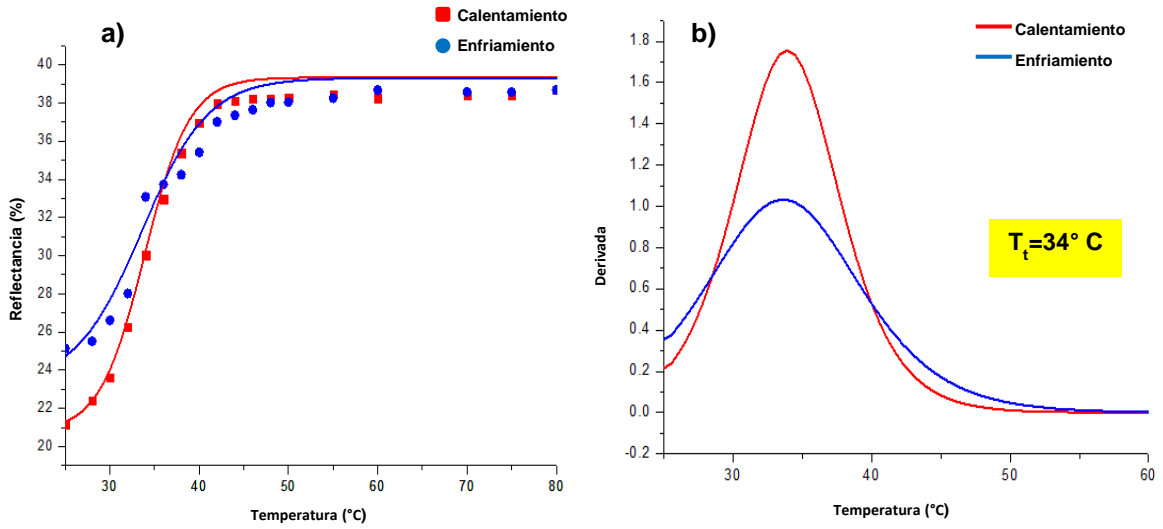 a)
Calentamiento
Enfriamiento
Reflectancia (%)
40
38
36
34
32
30
28
26
24
22
20
30
40
50
60
70
80
Temperatura (°C)
b)
Calentamiento
Enfriamiento
Derivada
1.8
1.6
1.4
1.2
1.0
0.8
0.6
0.4
0.2
0.0
-0.2
30
40
50
60
Temperatura (°C)
Tt=34° C